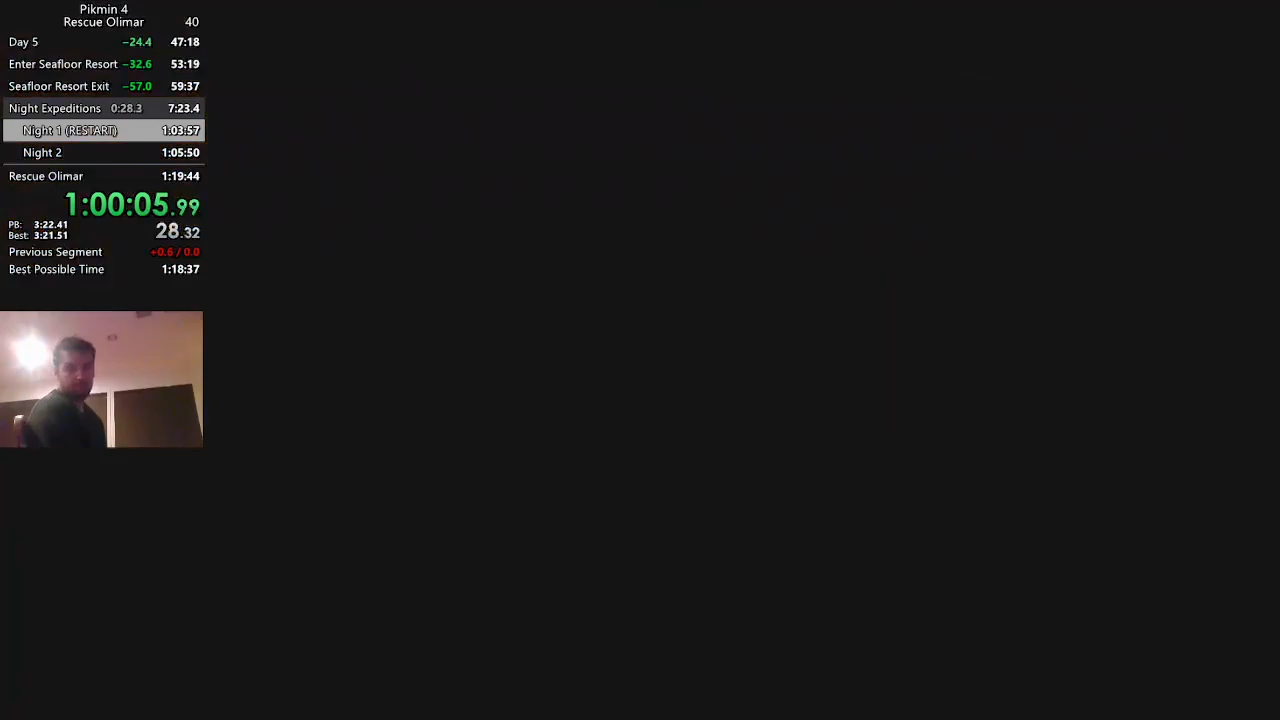 Pikmin 4
Rescue Olimar 40
Day 5 −24.4 47:18
Enter Seafloor Resort −32.6 53:19
Seafloor Resort Exit −57.0 59:37
Night Expeditions 0:28.3 7:23.4
Night 1 (RESTART) 1:03:57
Night 2 1:05:50
Rescue Olimar 1:19:44
1:00:05.99
PB: 3:22.41
Best: 3:21.51
28.32
Previous Segment +0.6 / 0.0
Best Possible Time 1:18:37